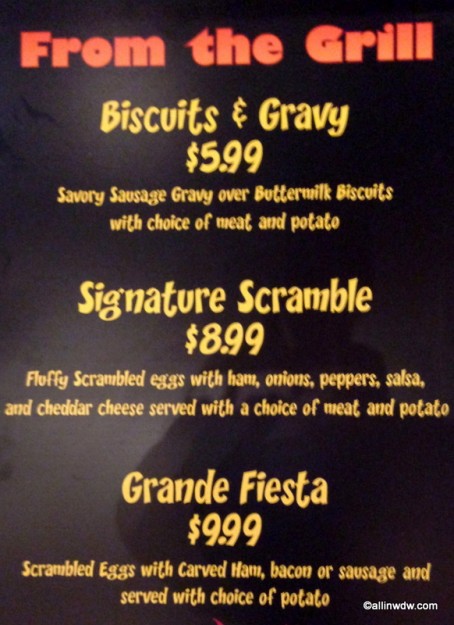 From the Grill
Biscuits & Gravy
$5.99
Savory Sausage Gravy over Buttermilk Biscuits
with choice of meat and potato
Signature Scramble
$8.99
Fluffy Scrambled eggs with ham, onions, peppers, salsa,
and cheddar cheese served with a choice of meat and potato
Grande Fiesta
$9.99
Scrambled Eggs with Carved Ham, bacon or sausage and
served with choice of potato
©allinwdw.com